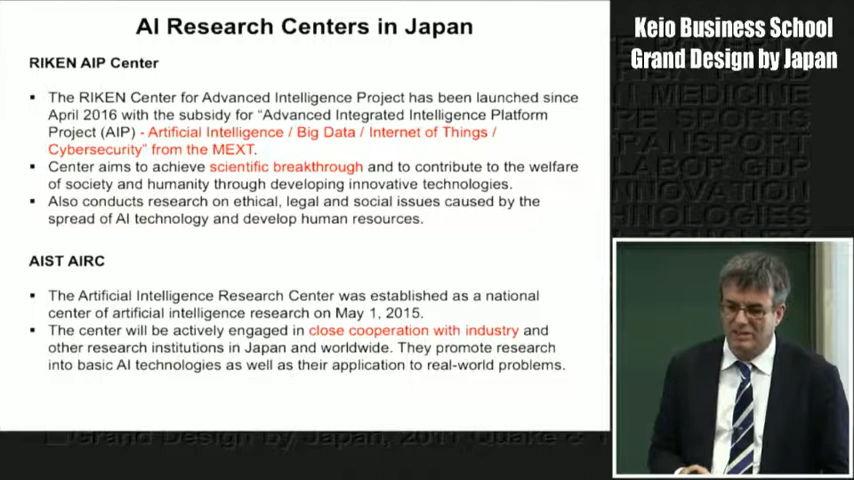 AI Research Centers in Japan
RIKEN AIP Center
▪ The RIKEN Center for Advanced Intelligence Project has been launched since
April 2016 with the subsidy for “Advanced Integrated Intelligence Platform
Project (AIP) - Artificial Intelligence / Big Data / Internet of Things /
Cybersecurity” from the MEXT.
▪ Center aims to achieve scientific breakthrough and to contribute to the welfare
of society and humanity through developing innovative technologies.
▪ Also conducts research on ethical, legal and social issues caused by the
spread of AI technology and develop human resources.
AIST AIRC
▪ The Artificial Intelligence Research Center was established as a national
center of artificial intelligence research on May 1, 2015.
▪ The center will be actively engaged in close cooperation with industry and
other research institutions in Japan and worldwide. They promote research
into basic AI technologies as well as their application to real-world problems.
Keio Business School
Grand Design by Japan
MEDICINE
SPORTS
TRANSPORT
LABOR GDP
INNOVATION
Grand Design by Japan, 2011 Quake &